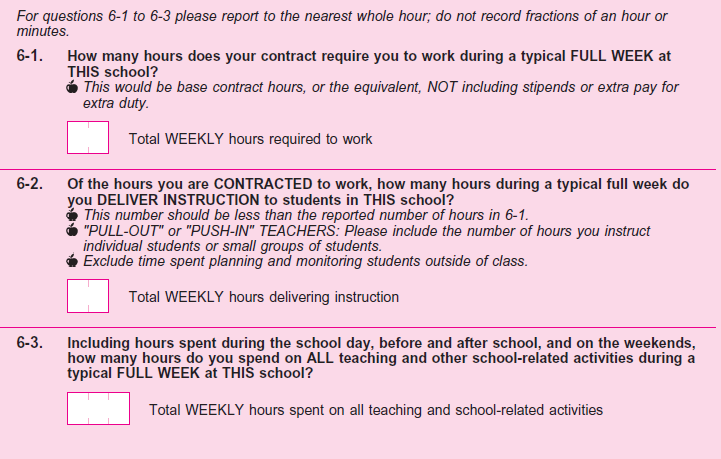 For questions 6-1 to 6-3 please report to the nearest whole hour; do not record fractions of an hour or
minutes.
6-1. How many hours does your contract require you to work during a typical FULL WEEK at
THIS school?
This would be base contract hours, or the equivalent, NOT including stipends or extra pay for
extra duty.
Total WEEKLY hours required to work
6-2. Of the hours you are CONTRACTED to work, how many hours during a typical full week do
you DELIVER INSTRUCTION to students in THIS school?
This number should be less than the reported number of hours in 6-1.
"PULL-OUT" or "PUSH-IN" TEACHERS: Please include the number of hours you instruct
individual students or small groups of students.
Exclude time spent planning and monitoring students outside of class.
Total WEEKLY hours delivering instruction
6-3. Including hours spent during the school day, before and after school, and on the weekends,
how many hours do you spend on ALL teaching and other school-related activities during a
typical FULL WEEK at THIS school?
Total WEEKLY hours spent on all teaching and school-related activities